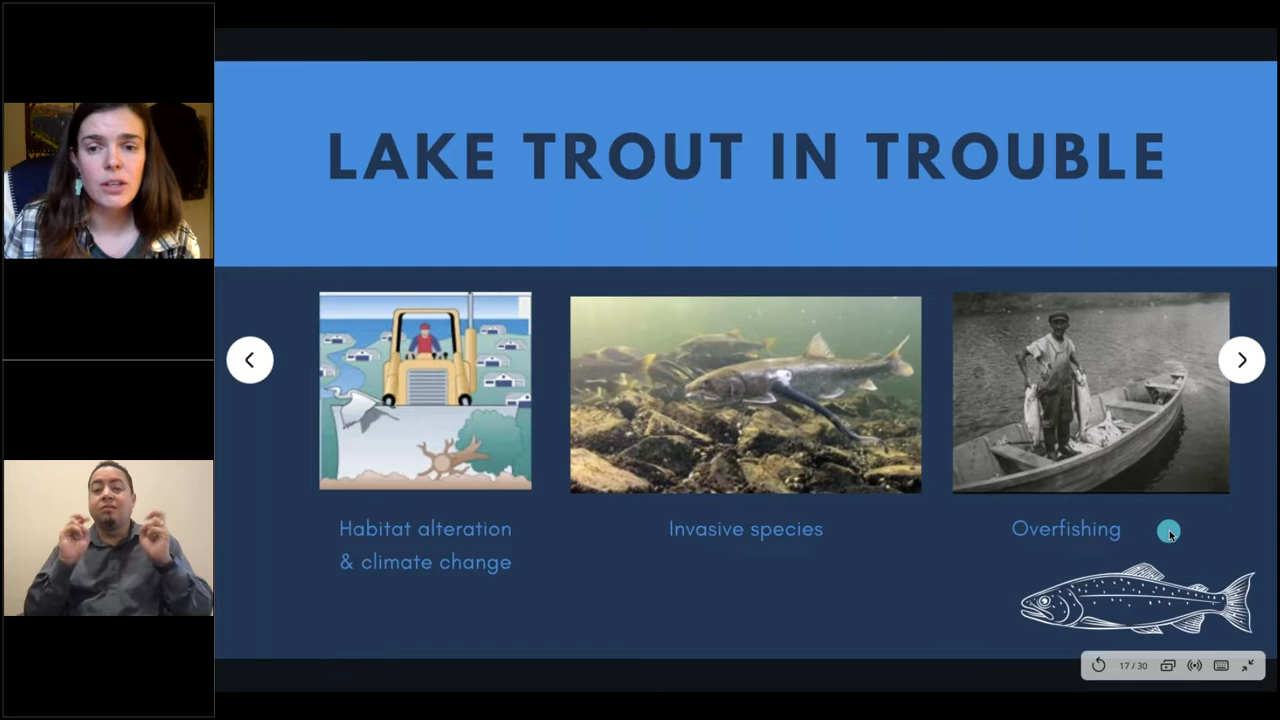 LAKE TROUT IN TROUBLE
Habitat alteration
& climate change
Invasive species
Overfishing
17 / 30